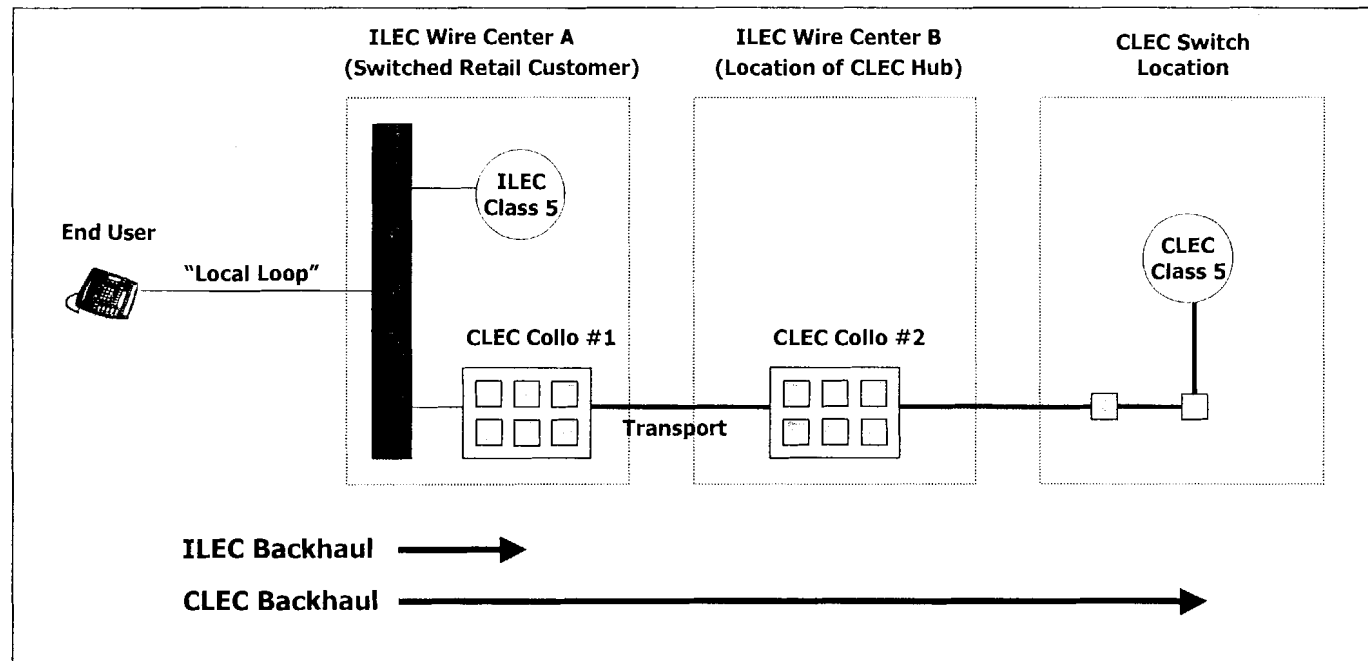 ILEC Wire Center A
(Switched Retail Customer)
ILEC Wire Center B
(Location of CLEC Hub)
CLEC Switch
Location
ILEC
Class 5
End User
"Local Loop"
CLEC
Class 5
CLEC Collo #1
CLEC Collo #2
Transport
ILEC Backhaul
CLEC Backhaul